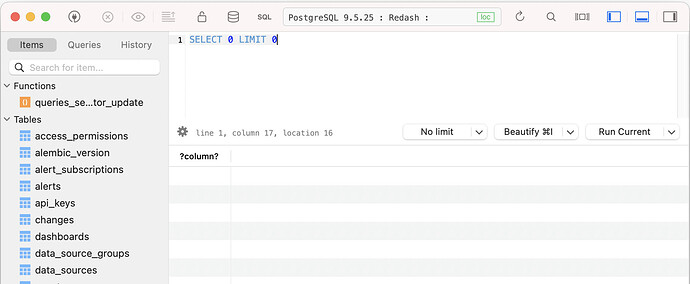 SQL PostgreSQL 9.5.25 : Redash : loc
Items Queries History
Search for item...
Functions
queries_se...tor_update
Tables
access_permissions
alembic_version
alert_subscriptions
alerts
api_keys
changes
dashboards
data_source_groups
data_sources
1 SELECT 0 LIMIT 0
line 1, column 17, location 16 No limit Beautify ⌘I Run Current
?column?